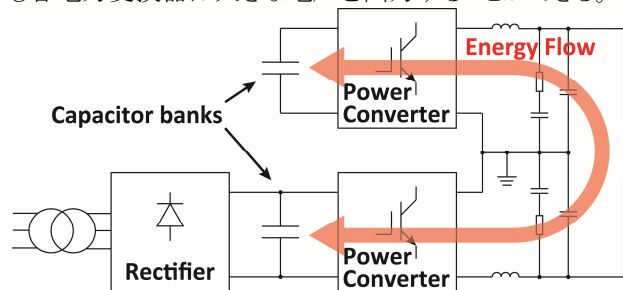 Energy Flow
Power
Converter
Capacitor banks
Rectifier
Power
Converter